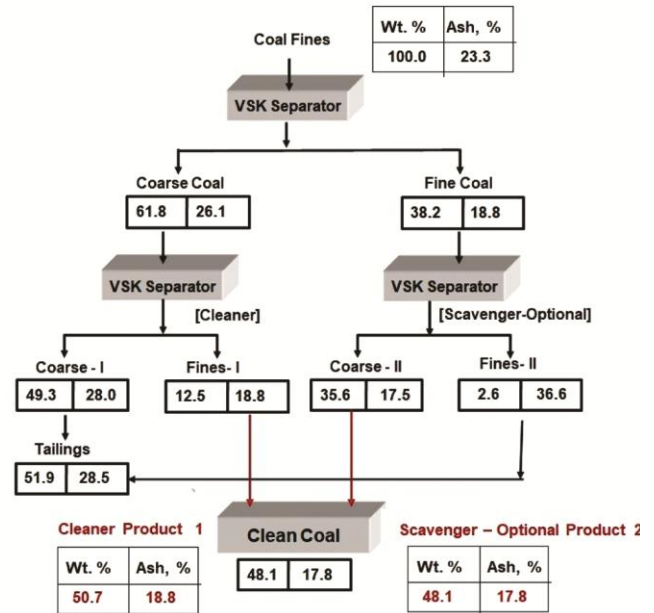 Coal Fines
Wt. % Ash, %
100.0 23.3
VSK Separator
Coarse Coal
61.8 26.1
Fine Coal
38.2 18.8
VSK Separator
[Cleaner]
VSK Separator
[Scavenger-Optional]
Coarse - I
49.3 28.0
Fines- I
12.5 18.8
Coarse - II
35.6 17.5
Fines- II
2.6 36.6
Tailings
51.9 28.5
Cleaner Product 1
Wt. % Ash, %
50.7 18.8
Clean Coal
48.1 17.8
Scavenger – Optional Product 2
Wt. % Ash, %
48.1 17.8